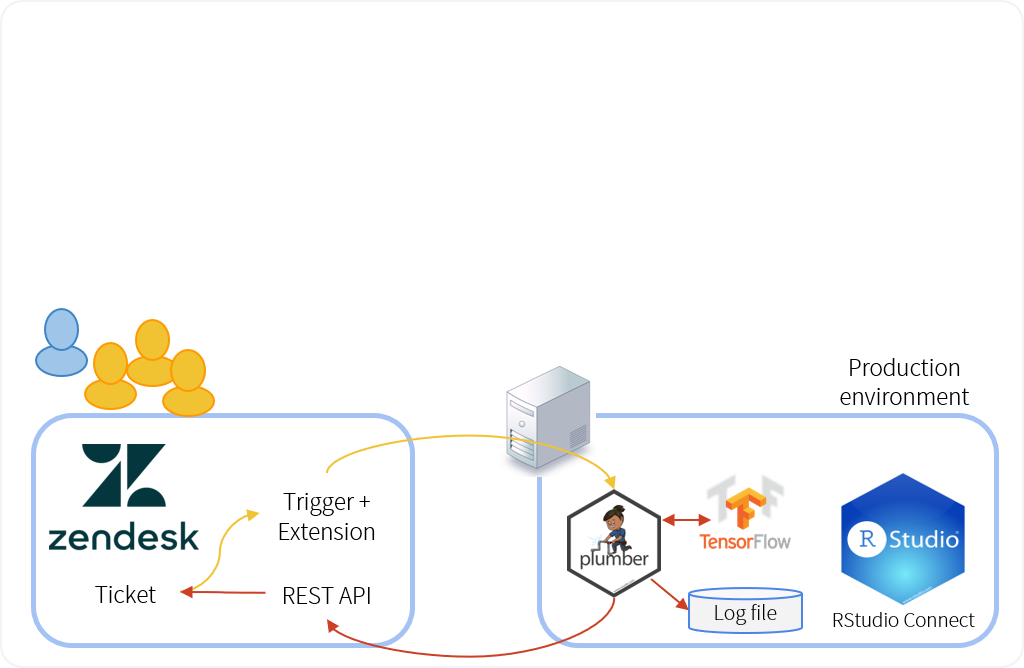 Production
environment
zendesk
Trigger +
Extension
Ticket
REST API
plumber
TensorFlow
Log file
R Studio
RStudio Connect